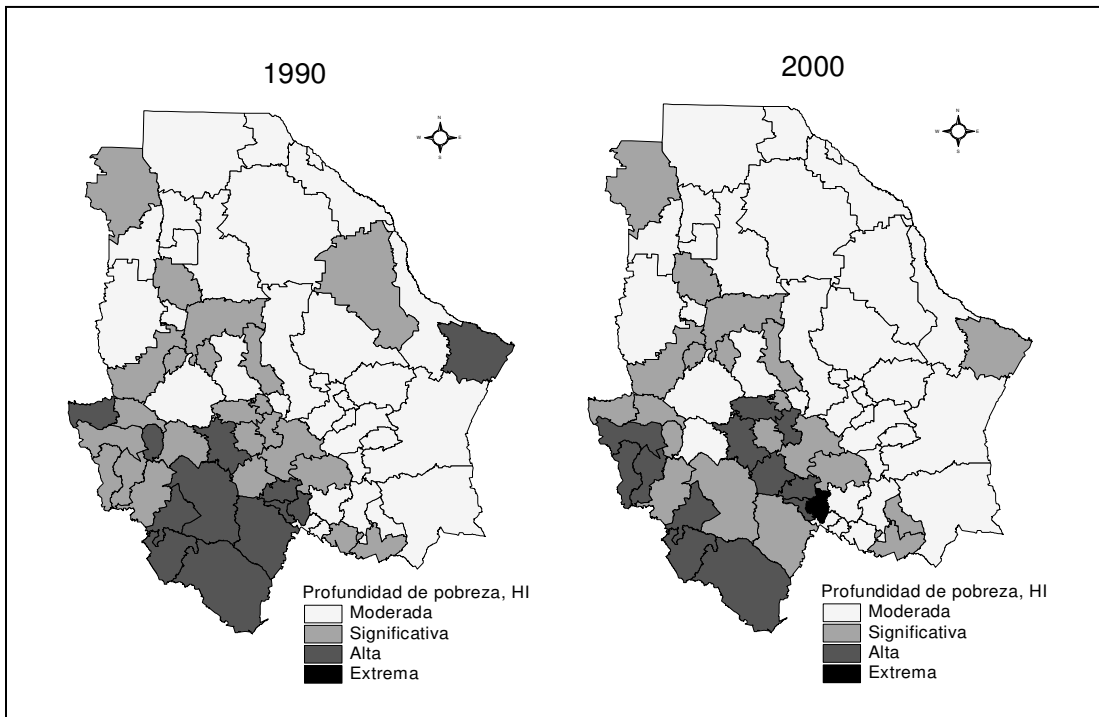 1990
N
W E
S
Profundidad de pobreza, HI
Moderada
Significativa
Alta
Extrema
2000
N
W E
S
Profundidad de pobreza, HI
Moderada
Significativa
Alta
Extrema